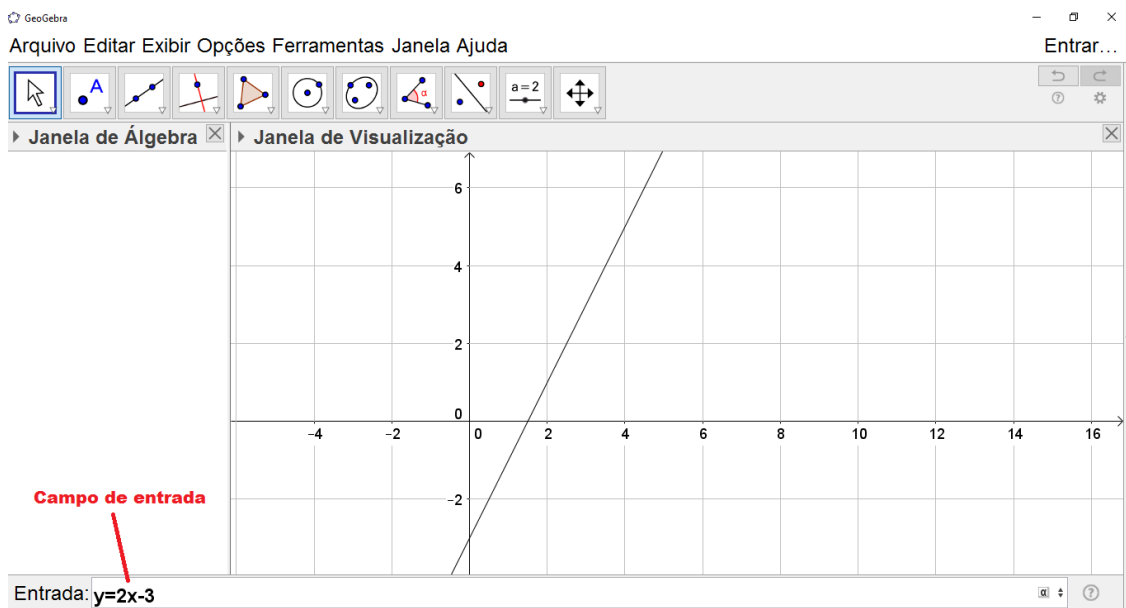 GeoGebra
Arquivo Editar Exibir Opções Ferramentas Janela Ajuda Entrar…
A α a = 2
Janela de Álgebra Janela de Visualização
6
4
2
0
−4 −2 0 2 4 6 8 10 12 14 16
−2
Campo de entrada
Entrada: y=2x-3 α